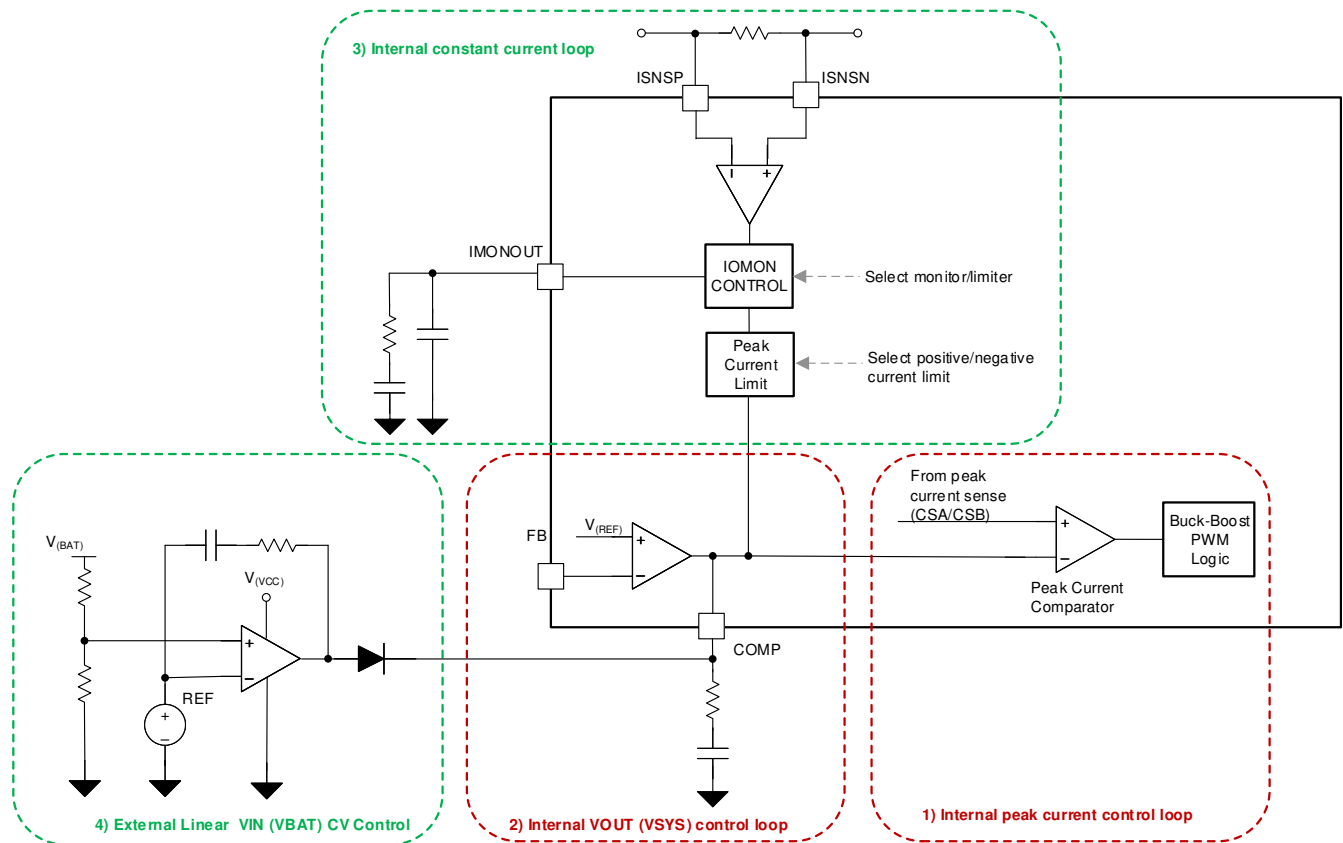 3) Internal constant current loop
ISNSP
ISNSN
IMONOUT
IOMON
CONTROL
Select monitor/limiter
Peak
Current
Limit
Select positive/negative
current limit
V(BAT)
V(VCC)
REF
4) External Linear VIN (VBAT) CV Control
FB
V(REF)
COMP
2) Internal VOUT (VSYS) control loop
From peak
current sense
(CSA/CSB)
Peak Current
Comparator
Buck-Boost
PWM
Logic
1) Internal peak current control loop